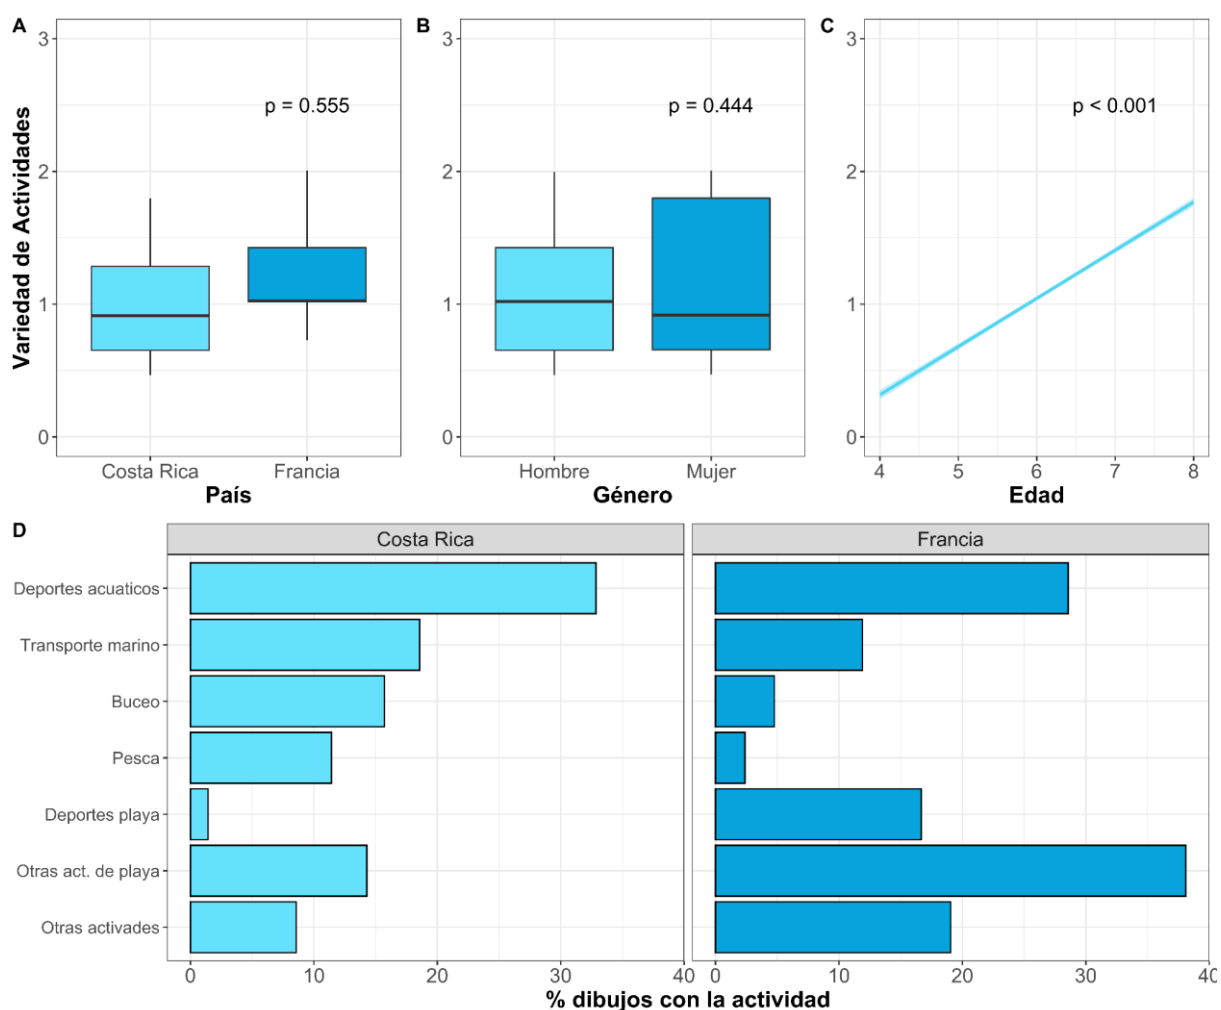 A
B
C
Variedad de Actividades
3
2
1
0
p = 0.555
Costa Rica
Francia
País
3
2
1
0
p = 0.444
Hombre
Mujer
Género
3
2
1
0
p < 0.001
4
5
6
7
8
Edad
D
Costa Rica
Francia
Deportes acuaticos
Transporte marino
Buceo
Pesca
Deportes playa
Otras act. de playa
Otras activades
0
10
20
30
40
0
10
20
30
40
% dibujos con la actividad